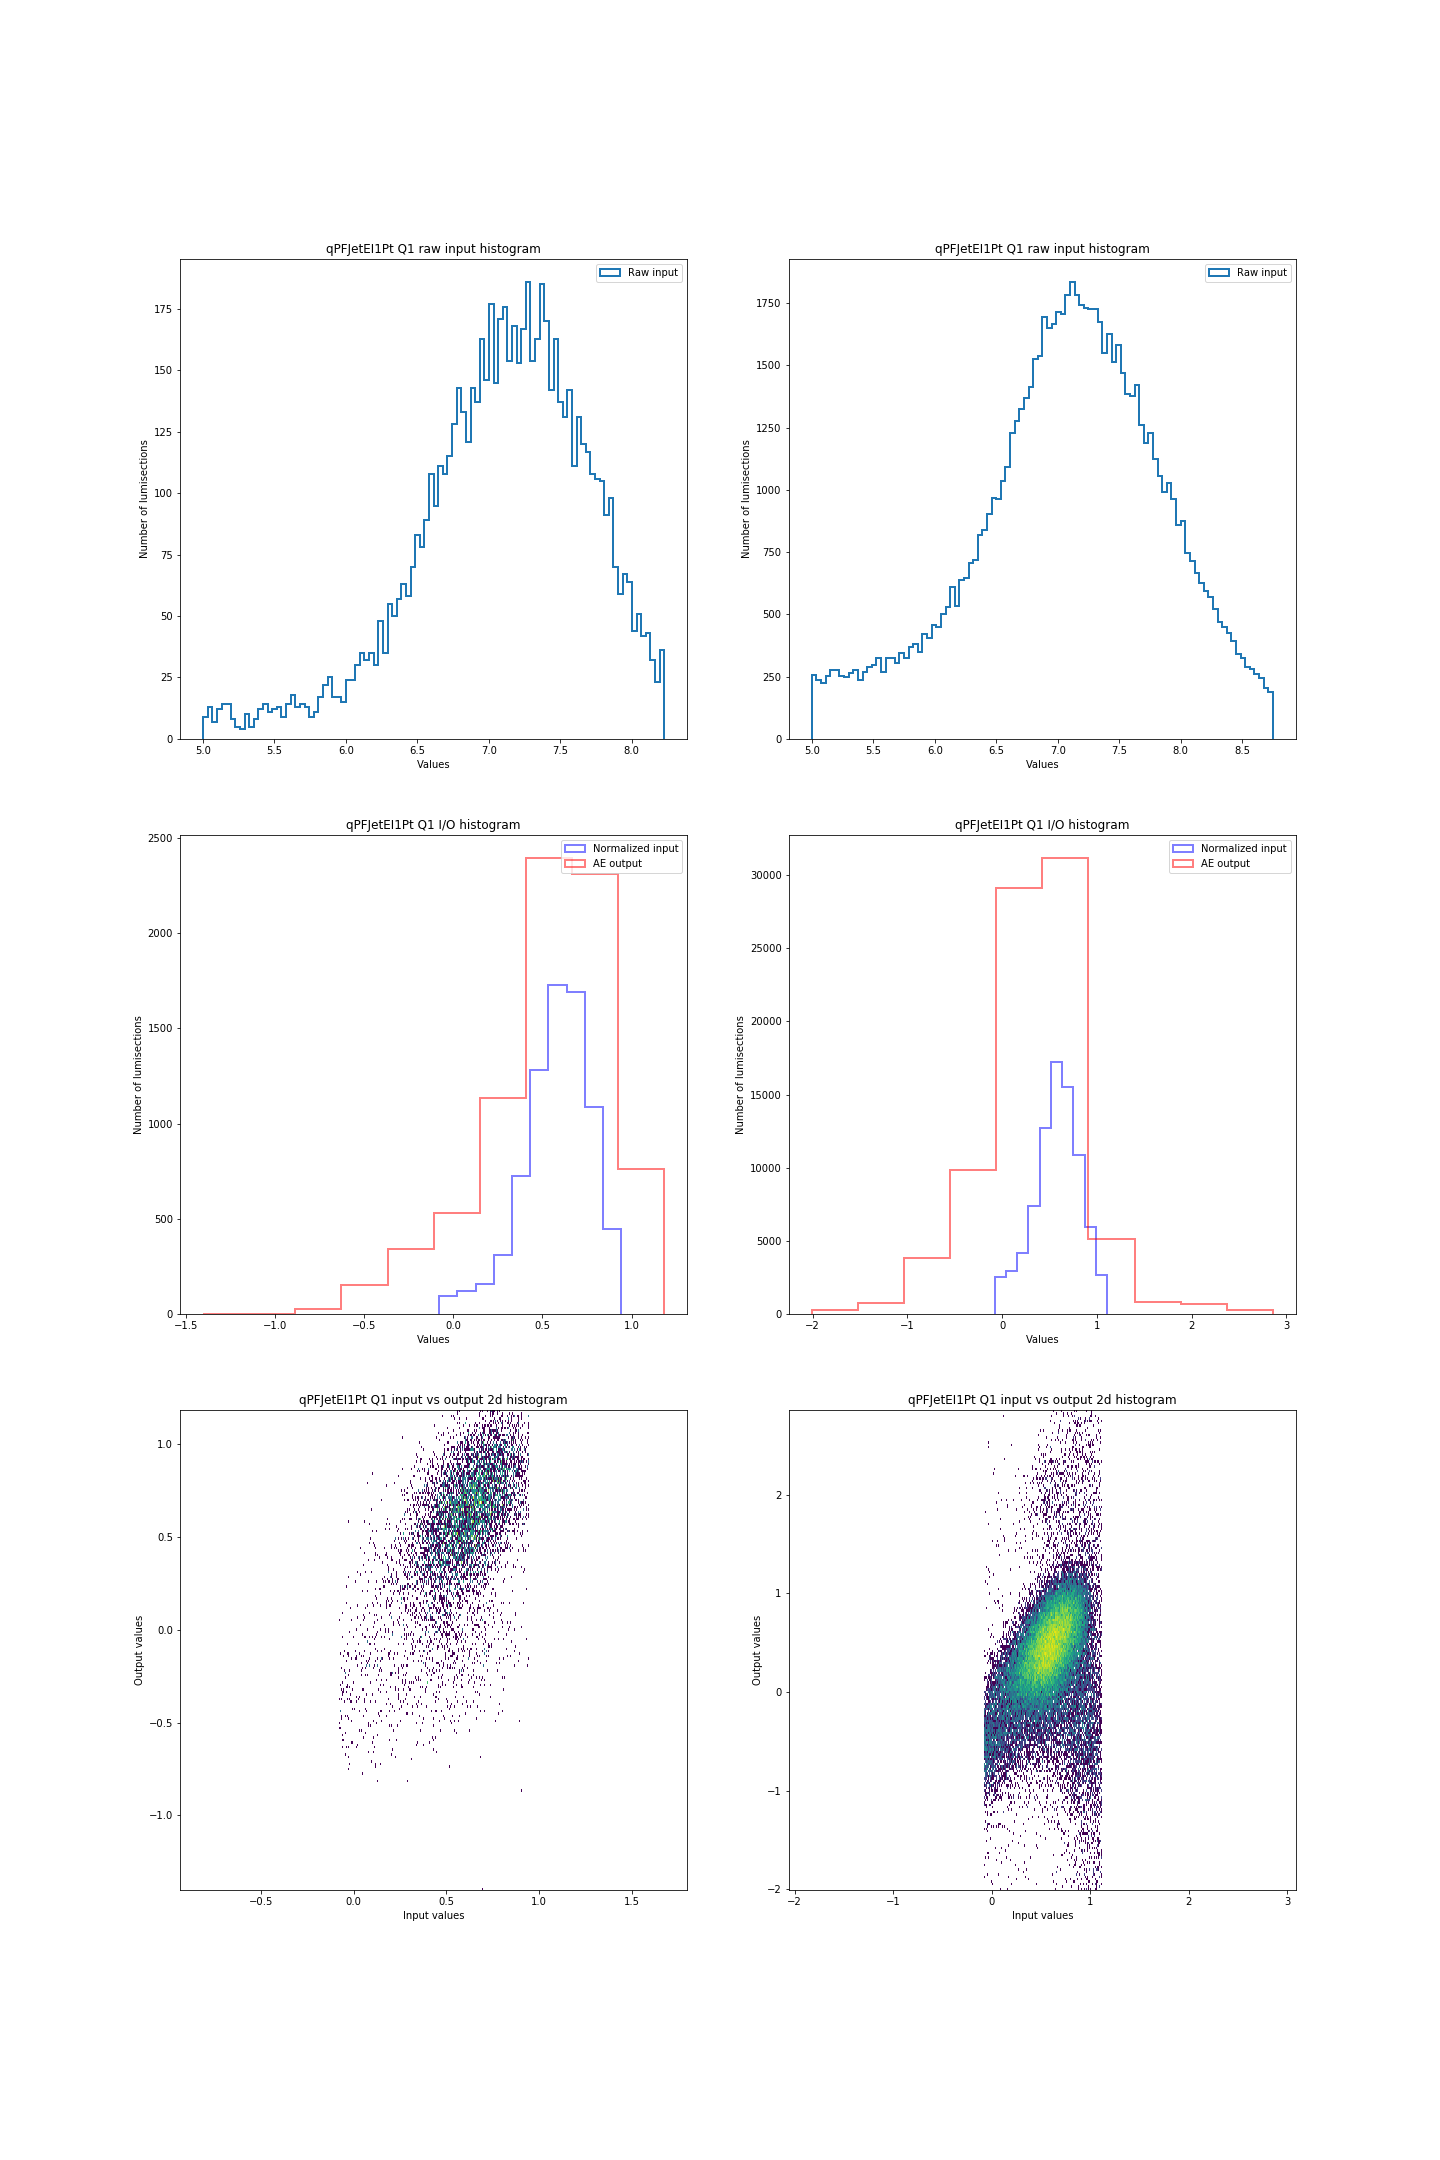 qPFJetEI1Pt Q1 raw input histogram
Raw input
175
150
125
100
75
50
25
0
Number of lumisections
5.0 5.5 6.0 6.5 7.0 7.5 8.0
Values
qPFJetEI1Pt Q1 raw input histogram
Raw input
1750
1500
1250
1000
750
500
250
0
Number of lumisections
5.0 5.5 6.0 6.5 7.0 7.5 8.0 8.5
Values
qPFJetEI1Pt Q1 I/O histogram
Normalized input
AE output
2500
2000
1500
1000
500
0
Number of lumisections
−1.5 −1.0 −0.5 0.0 0.5 1.0
Values
qPFJetEI1Pt Q1 I/O histogram
Normalized input
AE output
30000
25000
20000
15000
10000
5000
0
Number of lumisections
−2 −1 0 1 2 3
Values
qPFJetEI1Pt Q1 input vs output 2d histogram
1.0
0.5
0.0
−0.5
−1.0
Output values
−0.5 0.0 0.5 1.0 1.5
Input values
qPFJetEI1Pt Q1 input vs output 2d histogram
2
1
0
−1
−2
Output values
−2 −1 0 1 2 3
Input values